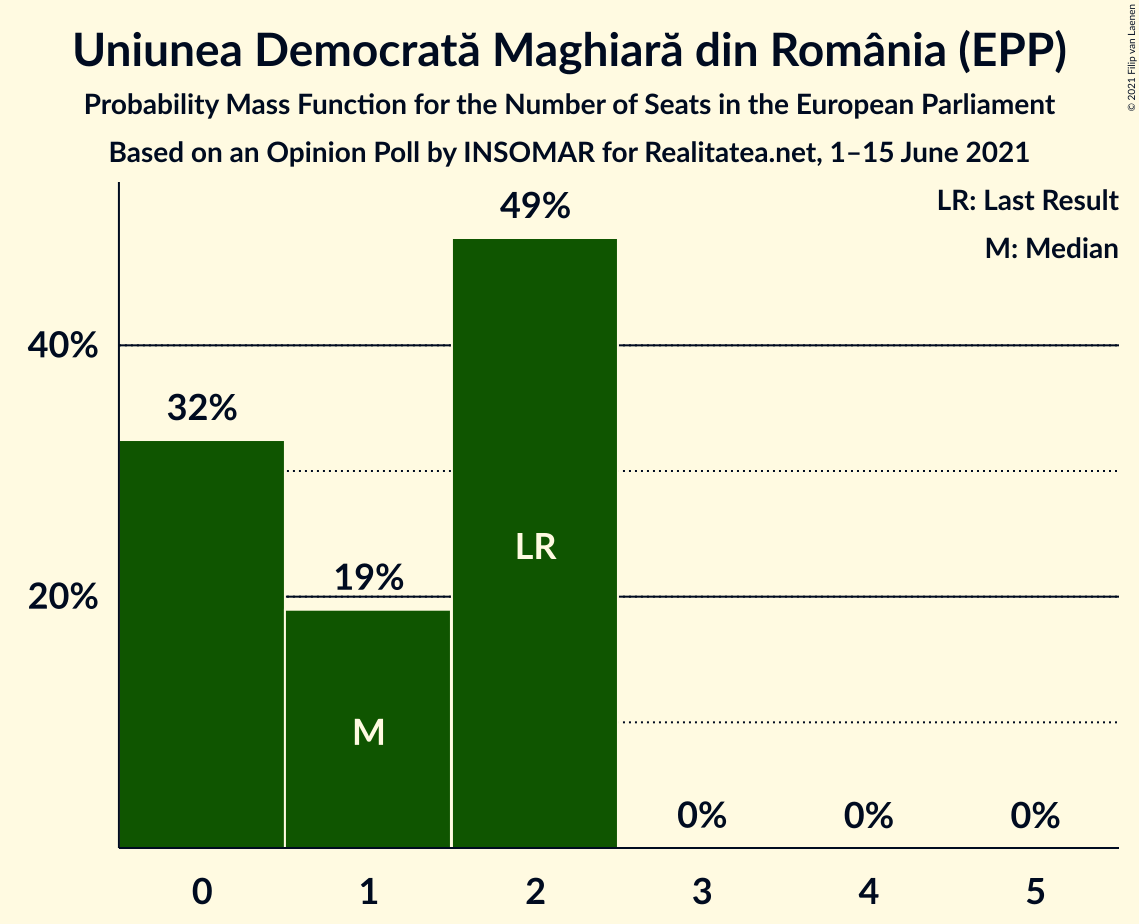 Uniunea Democrată Maghiară din România (EPP)
Probability Mass Function for the Number of Seats in the European Parliament
Based on an Opinion Poll by INSOMAR for Realitatea.net, 1–15 June 2021
© 2021 Filip van Laenen
LR: Last Result
M: Median
49%
40%
32%
LR
20%
19%
M
0% 0% 0%
0 1 2 3 4 5